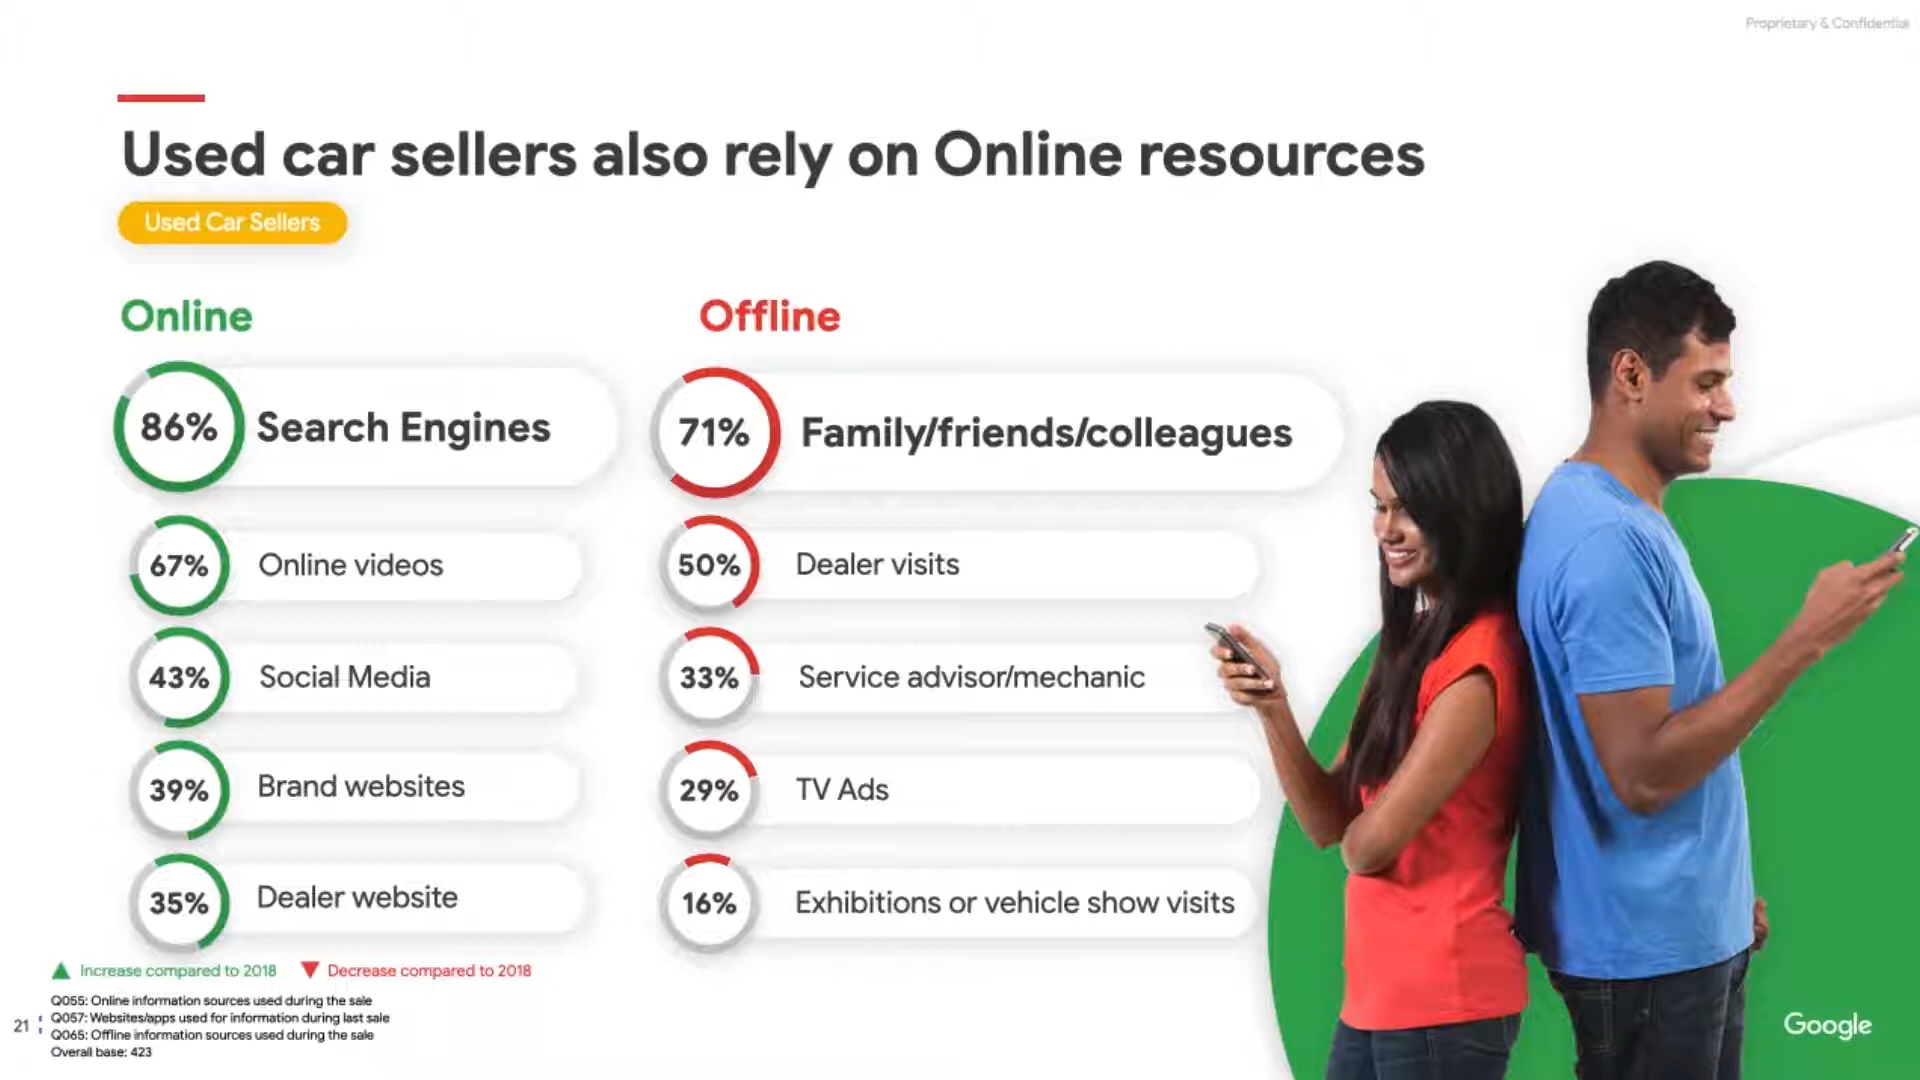 Proprietary & Confidential
Used car sellers also rely on Online resources
Used Car Sellers
Online
86% Search Engines
67% Online videos
43% Social Media
39% Brand websites
35% Dealer website
Offline
71% Family/friends/colleagues
50% Dealer visits
33% Service advisor/mechanic
29% TV Ads
16% Exhibitions or vehicle show visits
▲ Increase compared to 2018 ▼ Decrease compared to 2018
Q055: Online information sources used during the sale
Q057: Websites/apps used for information during last sale
Q065: Offline information sources used during the sale
Overall base: 423
21
Google